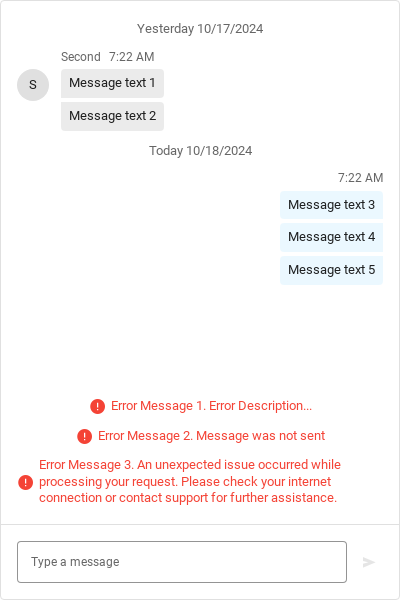 Yesterday 10/17/2024
Second 7:22 AM
S
Message text 1
Message text 2
Today 10/18/2024
7:22 AM
Message text 3
Message text 4
Message text 5
Error Message 1. Error Description...
Error Message 2. Message was not sent
Error Message 3. An unexpected issue occurred while
processing your request. Please check your internet
connection or contact support for further assistance.
Type a message